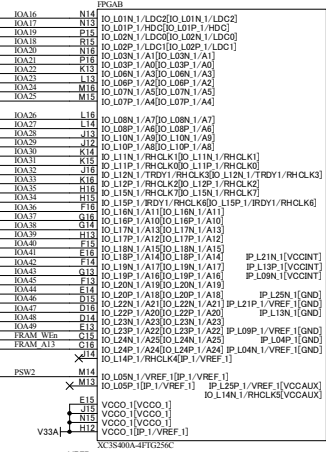 FPGAB
IOA16 N14 IO_L01N_1/LDC2[IO_L01N_1/LDC2]
IOA17 N13 IO_L01P_1/HDC[IO_L01P_1/HDC]
IOA19 P15 IO_L02N_1/LDC0[IO_L02N_1/LDC0]
IOA18 R15 IO_L02P_1/LDC1[IO_L02P_1/LDC1]
IOA20 N16 IO_L03N_1/A1[IO_L03N_1/A1]
IOA21 P16 IO_L03P_1/A0[IO_L03P_1/A0]
IOA22 K13 IO_L06N_1/A3[IO_L06N_1/A3]
IOA23 L13 IO_L06P_1/A2[IO_L06P_1/A2]
IOA24 M16 IO_L07N_1/A5[IO_L07N_1/A5]
IOA25 M15 IO_L07P_1/A4[IO_L07P_1/A4]
IOA26 L16 IO_L08N_1/A7[IO_L08N_1/A7]
IOA27 L14 IO_L08P_1/A6[IO_L08P_1/A6]
IOA28 J13 IO_L10N_1/A9[IO_L10N_1/A9]
IOA29 J12 IO_L10P_1/A8[IO_L10P_1/A8]
IOA30 K14 IO_L11N_1/RHCLK1[IO_L11N_1/RHCLK1]
IOA31 K15 IO_L11P_1/RHCLK0[IO_L11P_1/RHCLK0]
IOA32 J16 IO_L12N_1/TRDY1/RHCLK3[IO_L12N_1/TRDY1/RHCLK3]
IOA33 K16 IO_L12P_1/RHCLK2[IO_L12P_1/RHCLK2]
IOA35 H16 IO_L15N_1/RHCLK7[IO_L15N_1/RHCLK7]
IOA34 H15 IO_L15P_1/IRDY1/RHCLK6[IO_L15P_1/IRDY1/RHCLK6]
IOA36 F16 IO_L16N_1/A11[IO_L16N_1/A11]
IOA37 G16 IO_L16P_1/A10[IO_L16P_1/A10]
IOA38 G14 IO_L17N_1/A13[IO_L17N_1/A13]
IOA39 H13 IO_L17P_1/A12[IO_L17P_1/A12]
IOA40 F15 IO_L18N_1/A15[IO_L18N_1/A15]
IOA41 E16 IO_L18P_1/A14[IO_L18P_1/A14] IP_L21N_1[VCCINT]
IOA42 F14 IO_L19N_1/A17[IO_L19N_1/A17] IP_L13P_1[VCCINT]
IOA43 G13 IO_L19P_1/A16[IO_L19P_1/A16] IP_L09N_1[VCCINT]
IOA45 F13 IO_L20N_1/A19[IO_L20N_1/A19]
IOA44 E14 IO_L20P_1/A18[IO_L20P_1/A18] IP_L25N_1[GND]
IOA46 D15 IO_L22N_1/A21[IO_L22N_1/A21] IP_L21P_1/VREF_1[GND]
IOA47 D16 IO_L22P_1/A20[IO_L22P_1/A20] IP_L13N_1[GND]
IOA48 D14 IO_L23N_1/A23[IO_L23N_1/A23]
IOA49 E13 IO_L23P_1/A22[IO_L23P_1/A22] IP_L09P_1/VREF_1[GND]
FRAM_WEn C15 IO_L24N_1/A25[IO_L24N_1/A25] IP_L04P_1[GND]
FRAM_A13 C16 IO_L24P_1/A24[IO_L24P_1/A24] IP_L04N_1/VREF_1[GND]
J14 IO_L14P_1/RHCLK4[IP_1/VREF_1]
PSW2 M14 IO_L05N_1/VREF_1[IP_1/VREF_1]
M13 IO_L05P_1[IP_1/VREF_1] IP_L25P_1/VREF_1[VCCAUX]
IO_L14N_1/RHCLK5[VCCAUX]
E15 VCCO_1[VCCO_1]
J15 VCCO_1[VCCO_1]
N15 VCCO_1[VCCO_1]
V33A H12 VCCO_1[IP_1/VREF_1]
XC3S400A-4FTG256C